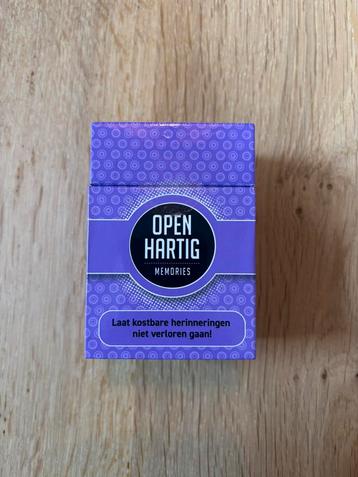 OPEN
HARTIG
MEMORIES
Laat kostbare herinneringen
niet verloren gaan!